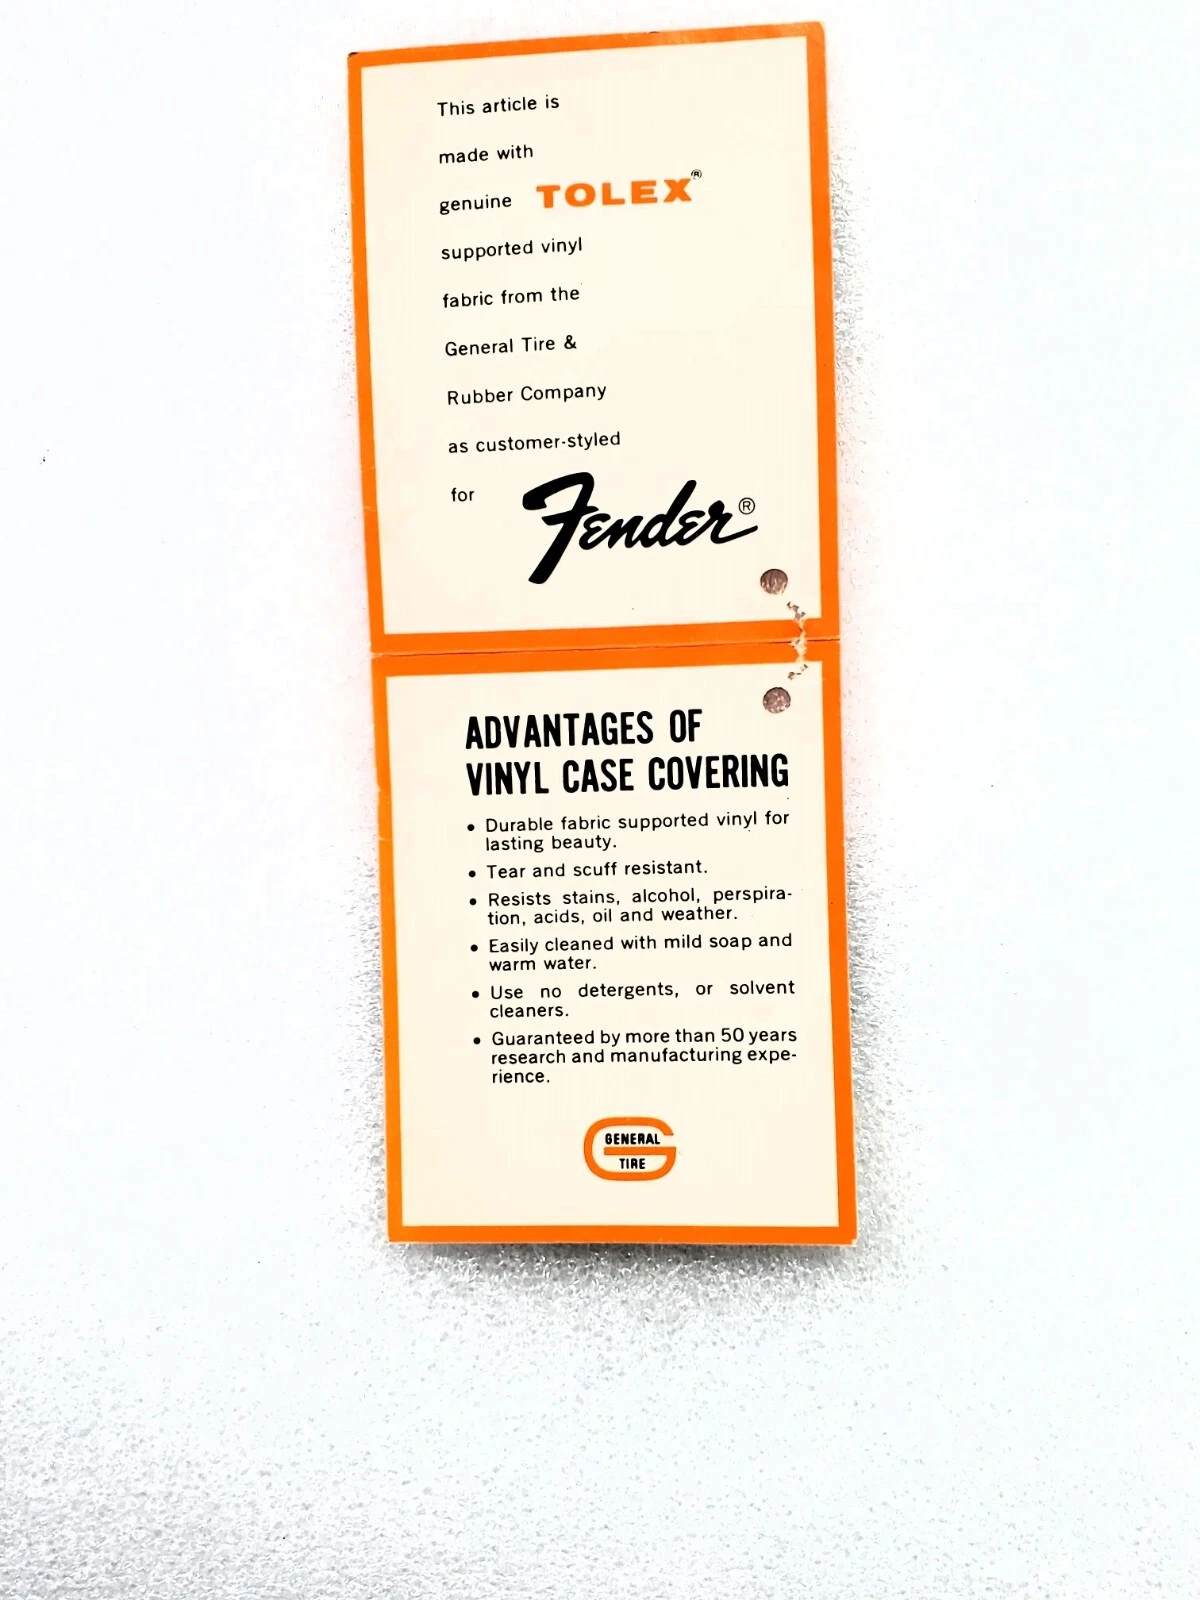 This article is
made with
genuine TOLEX®
supported vinyl
fabric from the
General Tire &
Rubber Company
as customer-styled
for Fender®
ADVANTAGES OF
VINYL CASE COVERING
• Durable fabric supported vinyl for
lasting beauty.
• Tear and scuff resistant.
• Resists stains, alcohol, perspira-
tion, acids, oil and weather.
• Easily cleaned with mild soap and
warm water.
• Use no detergents, or solvent
cleaners.
• Guaranteed by more than 50 years
research and manufacturing expe-
rience.
GENERAL
TIRE